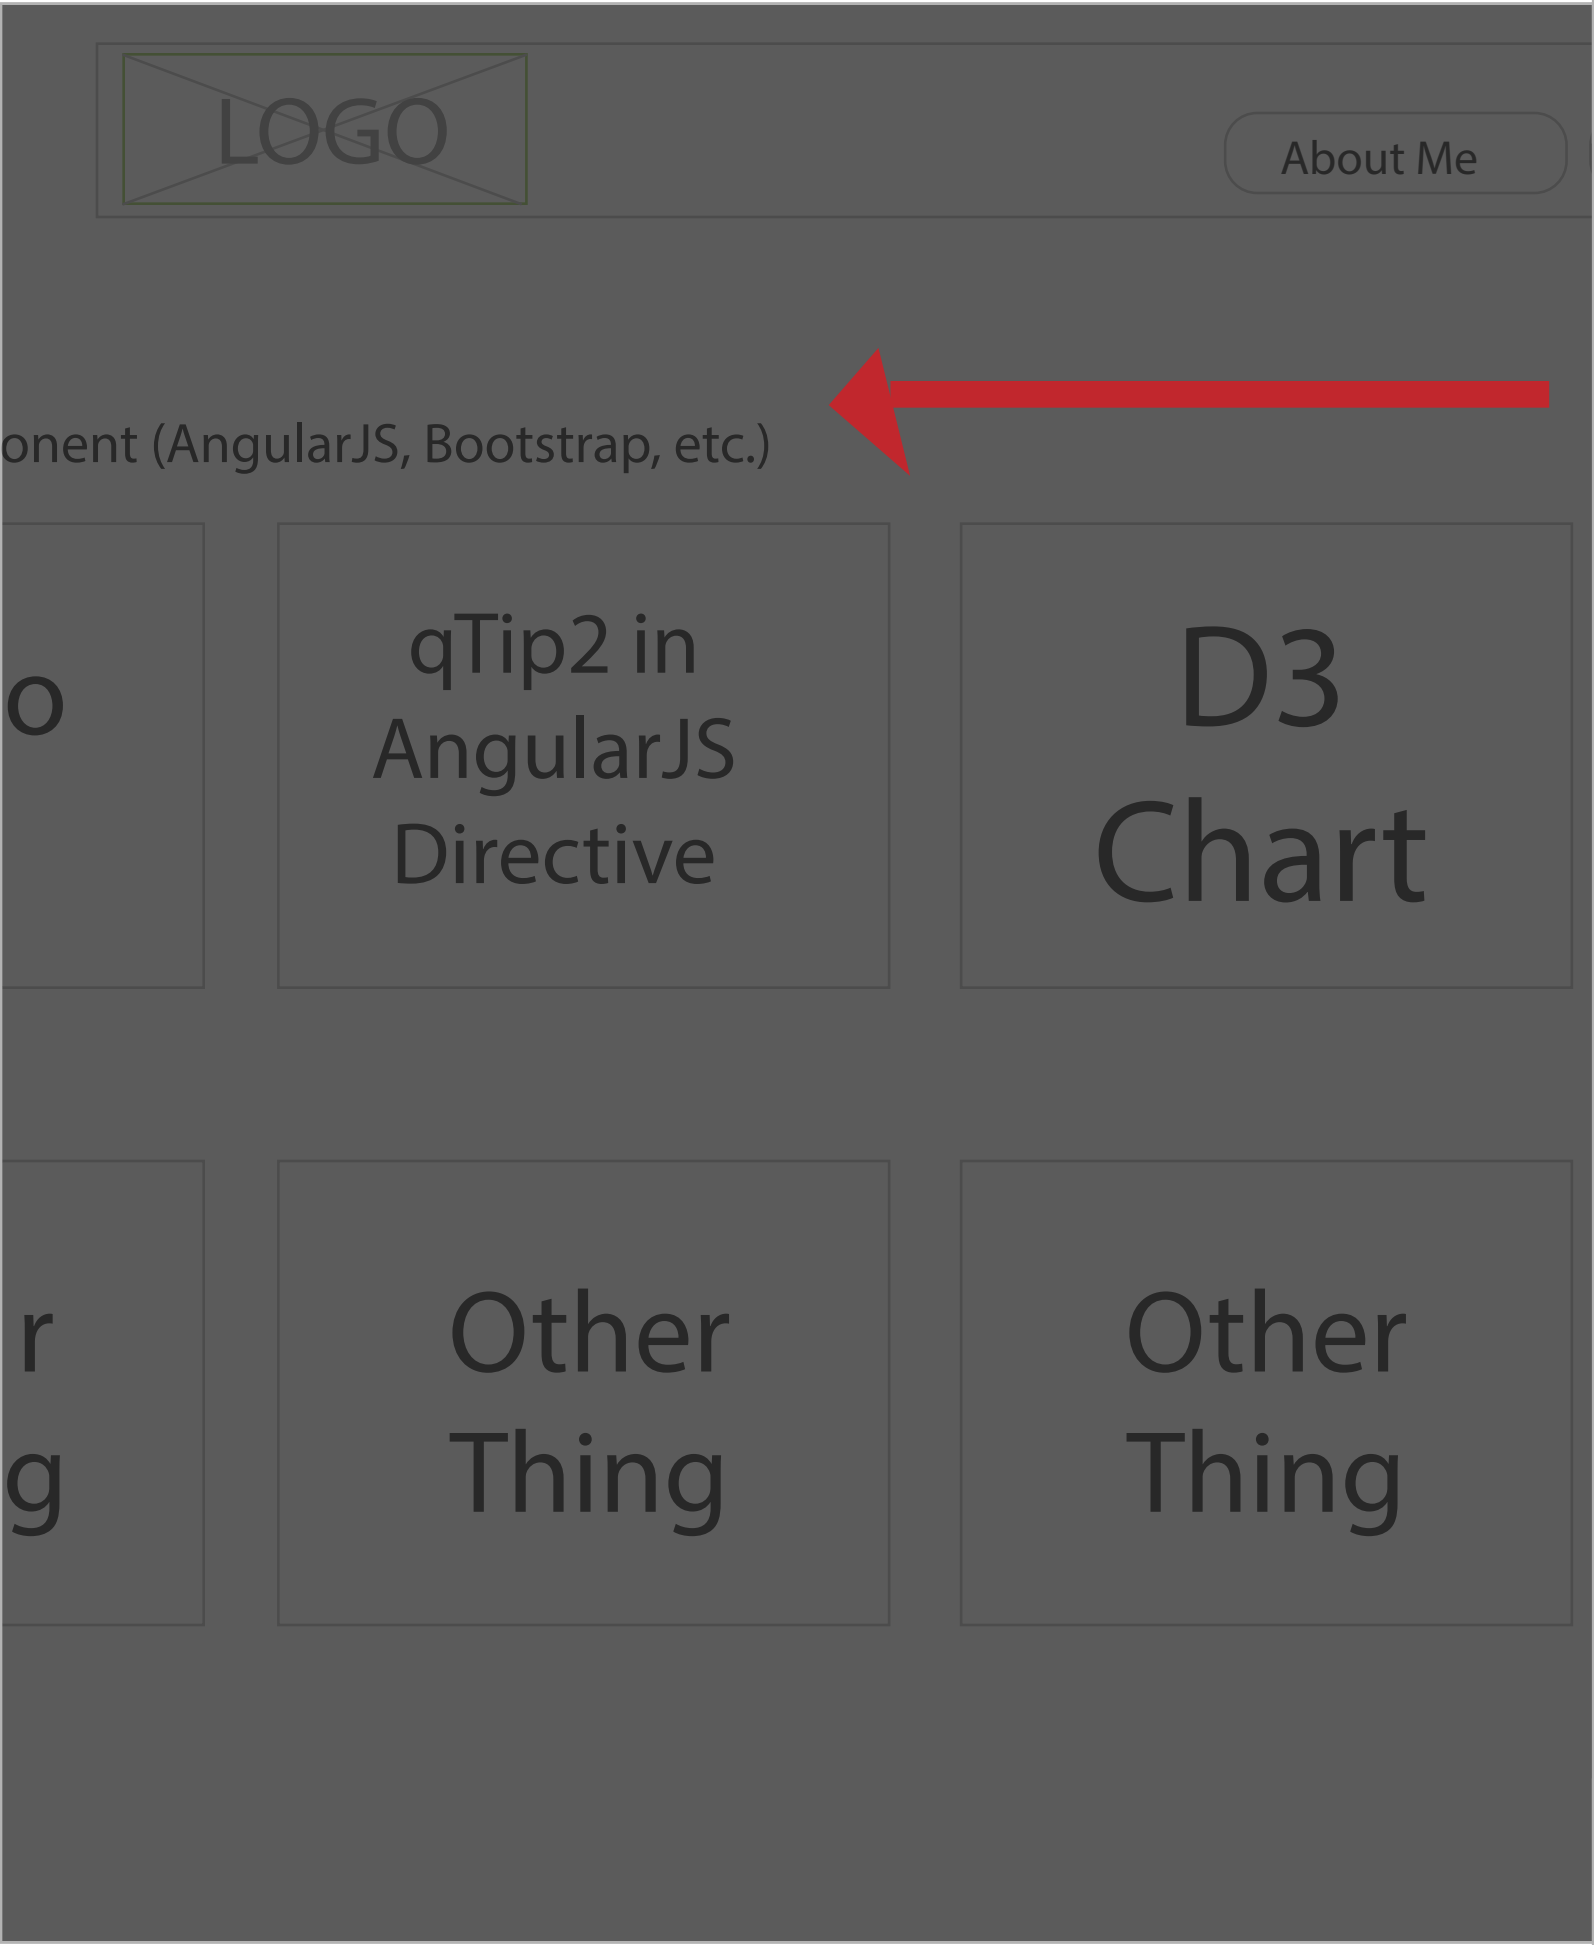 LOGO
About Me
onent (AngularJS, Bootstrap, etc.)
o
qTip2 in
AngularJS
Directive
D3
Chart
r
g
Other
Thing
Other
Thing